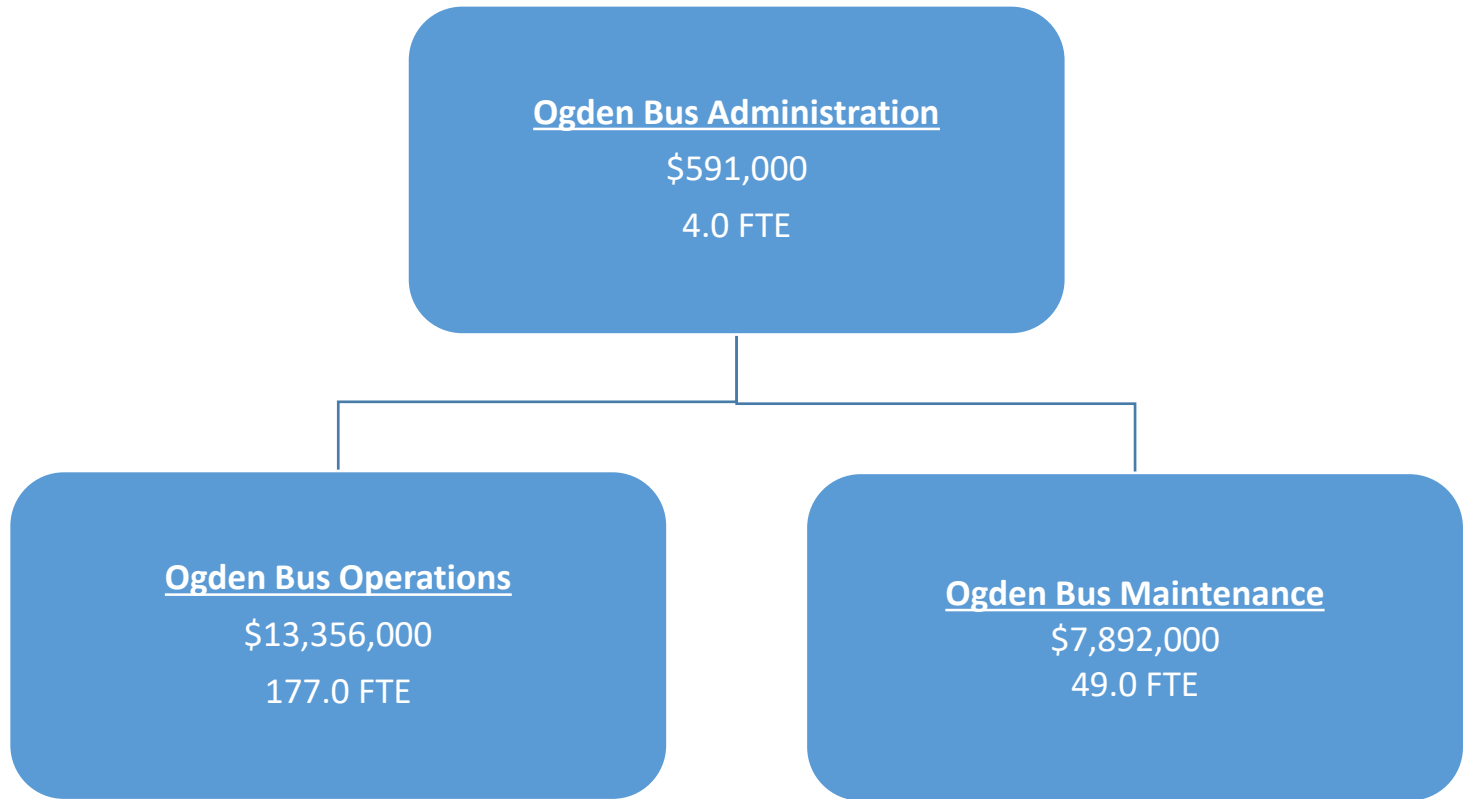 Ogden Bus Administration
$591,000
4.0 FTE
Ogden Bus Operations
$13,356,000
177.0 FTE
Ogden Bus Maintenance
$7,892,000
49.0 FTE